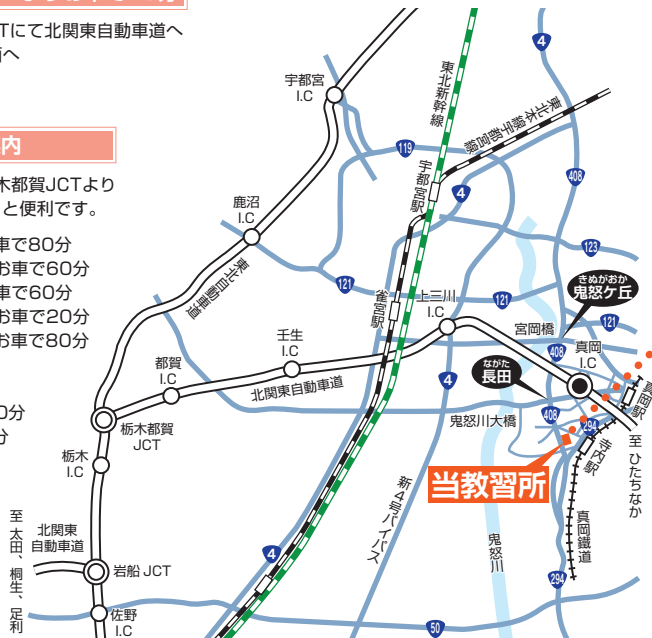 Tにて北関東自動車道へ
へ
内
木都賀JCTより
と便利です。
車で80分
お車で60分
車で60分
お車で20分
お車で80分
0分
分
4
東北新幹線
宇都宮
I.C
東北本線宇都宮線
119
408
鹿沼
I.C
宇都宮駅
4
123
東北自動車道
121
雀宮駅
上三川
I.C
121
きぬがおか
鬼怒ケ丘
121
宮岡橋
408
真岡
I.C
壬生
I.C
都賀
I.C
北関東自動車道
4
ながた
長田
真岡駅
栃木都賀
JCT
408
鬼怒川大橋
294
寺内駅
至 ひたちなか
栃木
I.C
当教習所
新4号バイパス
鬼怒川
真岡鐵道
至 太田、桐生、足利
北関東
自動車道
4
岩船 JCT
294
佐野
I.C
50